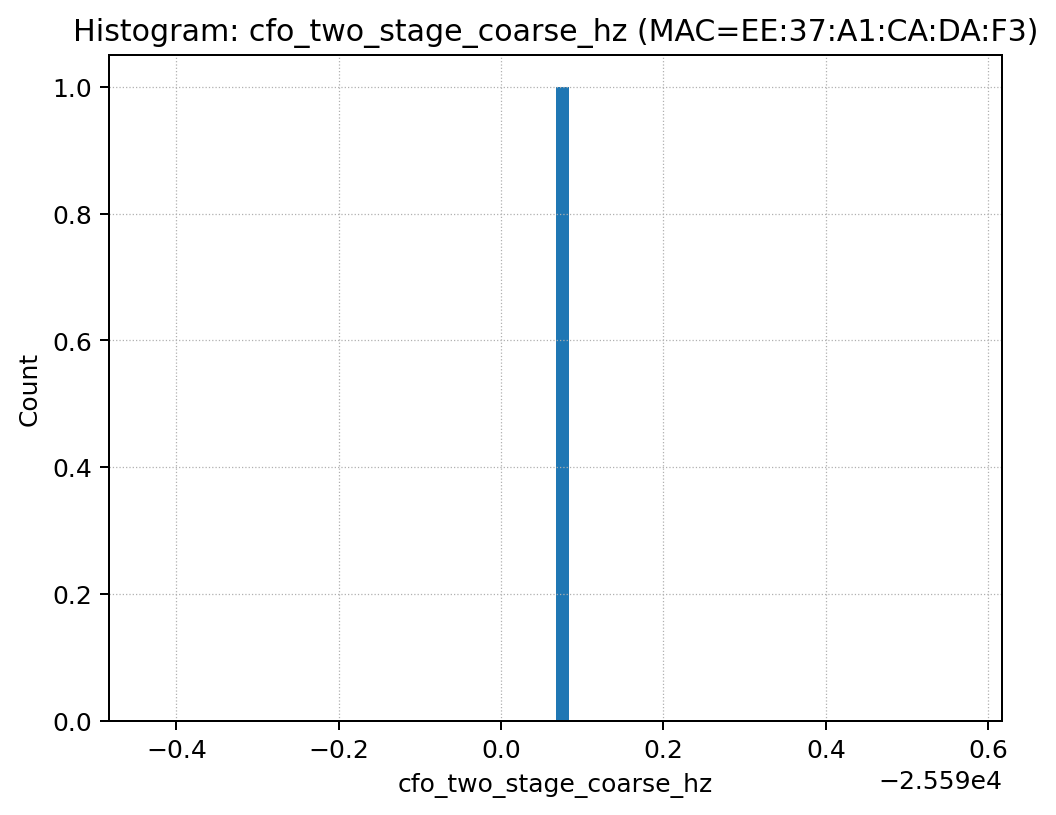 Histogram: cfo_two_stage_coarse_hz (MAC=EE:37:A1:CA:DA:F3)
1.0
0.8
0.6
0.4
0.2
0.0
Count
−0.4 −0.2 0.0 0.2 0.4 0.6
cfo_two_stage_coarse_hz
−2.559e4